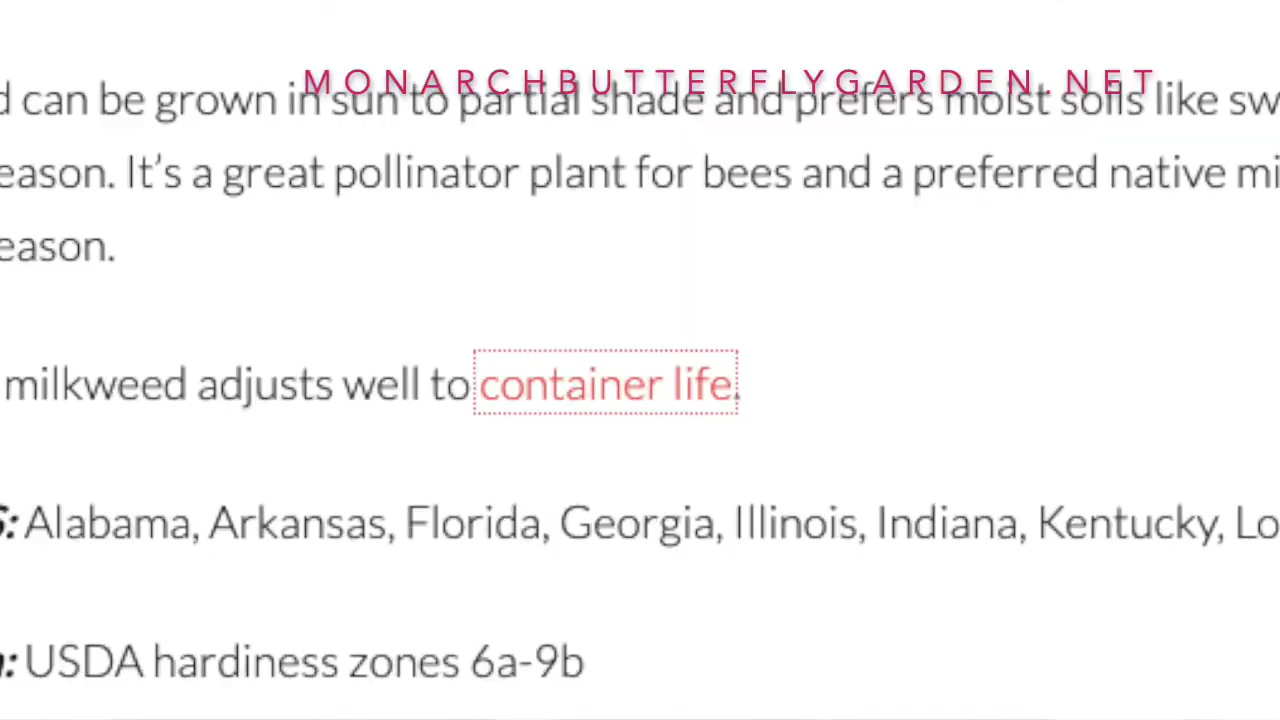 MONARCHBUTTERFLYGARDEN.NET
d can be grown in sun to partial shade and prefers moist soils like sw
eason. It's a great pollinator plant for bees and a preferred native mi
eason.
milkweed adjusts well to container life.
: Alabama, Arkansas, Florida, Georgia, Illinois, Indiana, Kentucky, Lo
: USDA hardiness zones 6a-9b